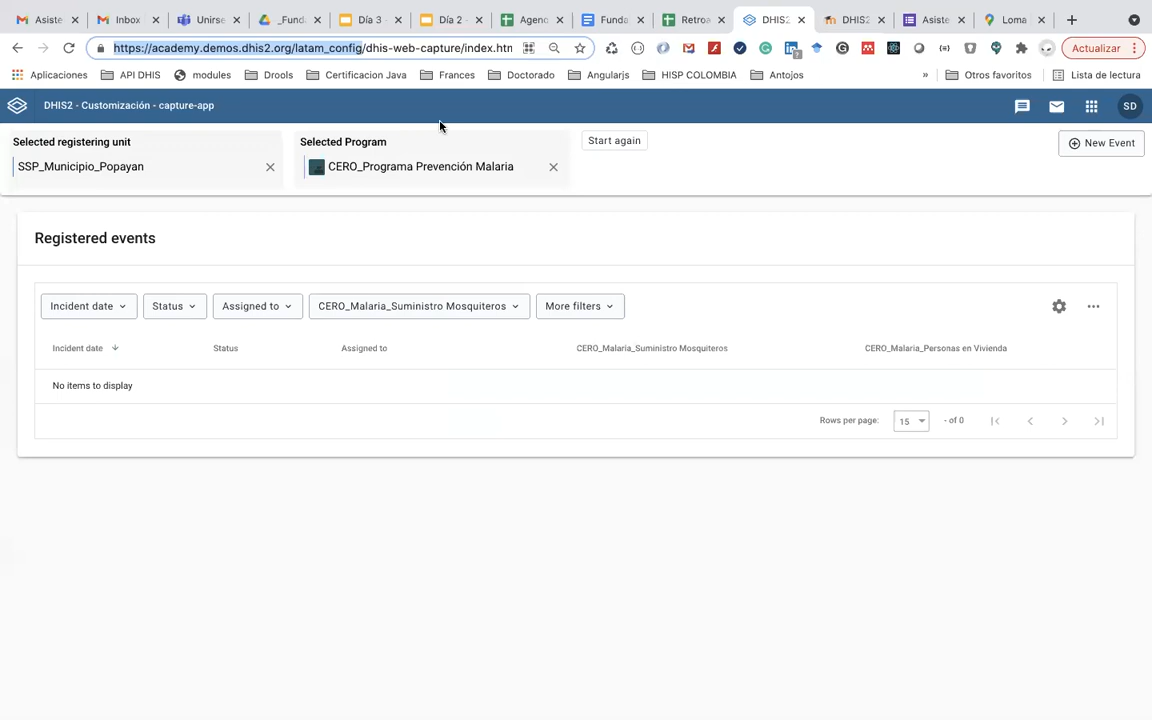 Asiste
Inbox
Teams
Unirse
_Fund
Día 3 -
Día 2 -
Agenc
Funda
Retroa
DHIS2
DHIS2
Asiste
Loma
https://academy.demos.dhis2.org/latam_config/dhis-web-capture/index.htm
Actualizar
Aplicaciones
API DHIS
modules
Drools
Certificacion Java
Frances
Doctorado
Angularjs
HISP COLOMBIA
Antojos
»
Otros favoritos
Lista de lectura
DHIS2 - Customización - capture-app
SD
Selected registering unit
SSP_Municipio_Popayan
Selected Program
CERO_Programa Prevención Malaria
Start again
New Event
Registered events
Incident date
Status
Assigned to
CERO_Malaria_Suministro Mosquiteros
More filters
Incident date
Status
Assigned to
CERO_Malaria_Suministro Mosquiteros
CERO_Malaria_Personas en Vivienda
No items to display
Rows per page:
15
- of 0